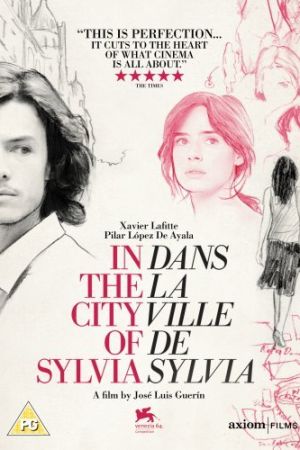 "THIS IS PERFECTION...
IT CUTS TO THE HEART
OF WHAT CINEMA
IS ALL ABOUT."
THE TIMES
Xavier Lafitte
Pilar López De Ayala
IN DANS
THE LA
CITY VILLE
OF DE
SYLVIA SYLVIA
A film by José Luis Guerín
PG
venezia 64
axiom FILMS